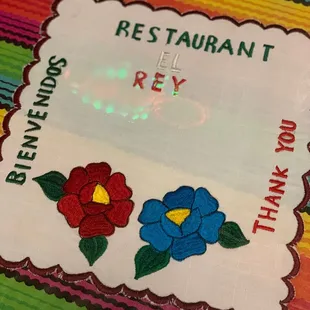 RESTAURANT
EL
REY
BIENVENIDOS
THANK YOU